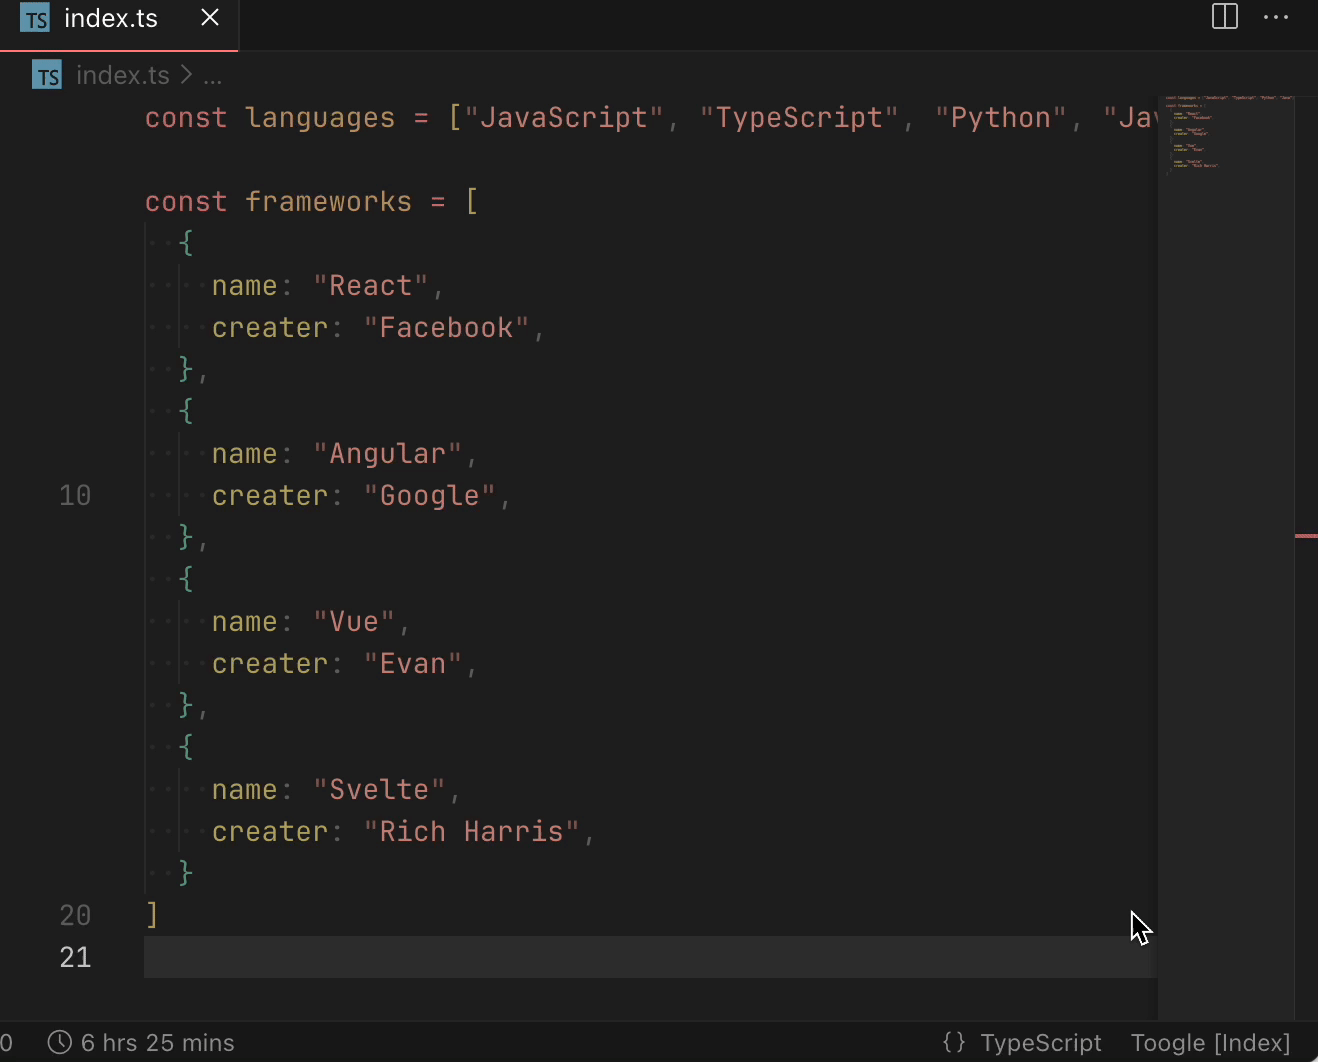 TS index.ts
TS index.ts > ...
const languages = ["JavaScript", "TypeScript", "Python", "Jav
const frameworks = [
{
name: "React",
creater: "Facebook",
},
{
name: "Angular",
10 creater: "Google",
},
{
name: "Vue",
creater: "Evan",
},
{
name: "Svelte",
creater: "Rich Harris",
}
20 ]
21
0 6 hrs 25 mins {} TypeScript Toogle [Index]